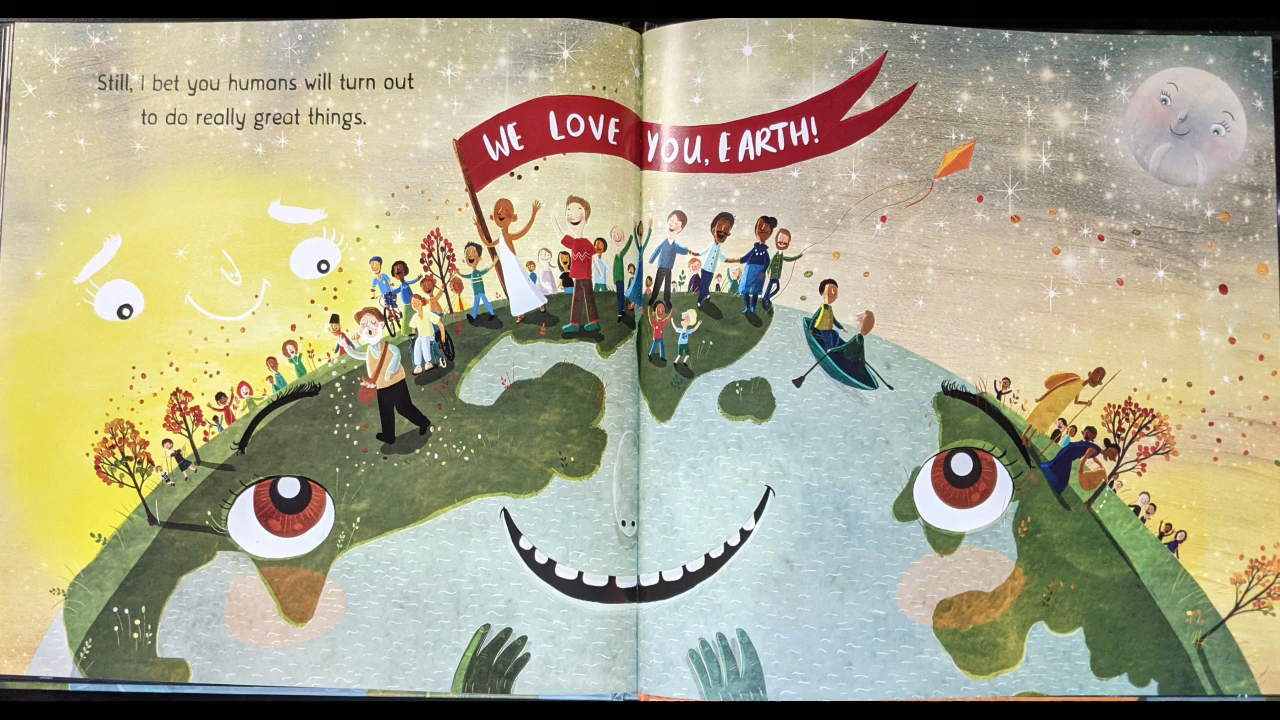 Still, I bet you humans will turn out
to do really great things.
WE LOVE YOU, EARTH!